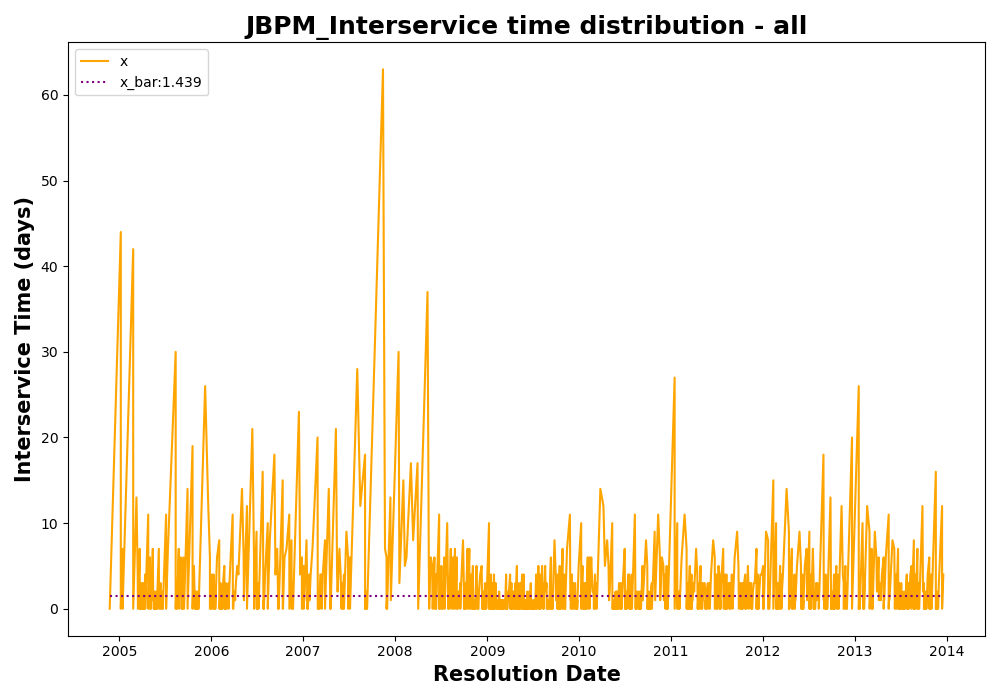 JBPM_Interservice time distribution - all
x
x_bar:1.439
Interservice Time (days)
60
50
40
30
20
10
0
2005 2006 2007 2008 2009 2010 2011 2012 2013 2014
Resolution Date